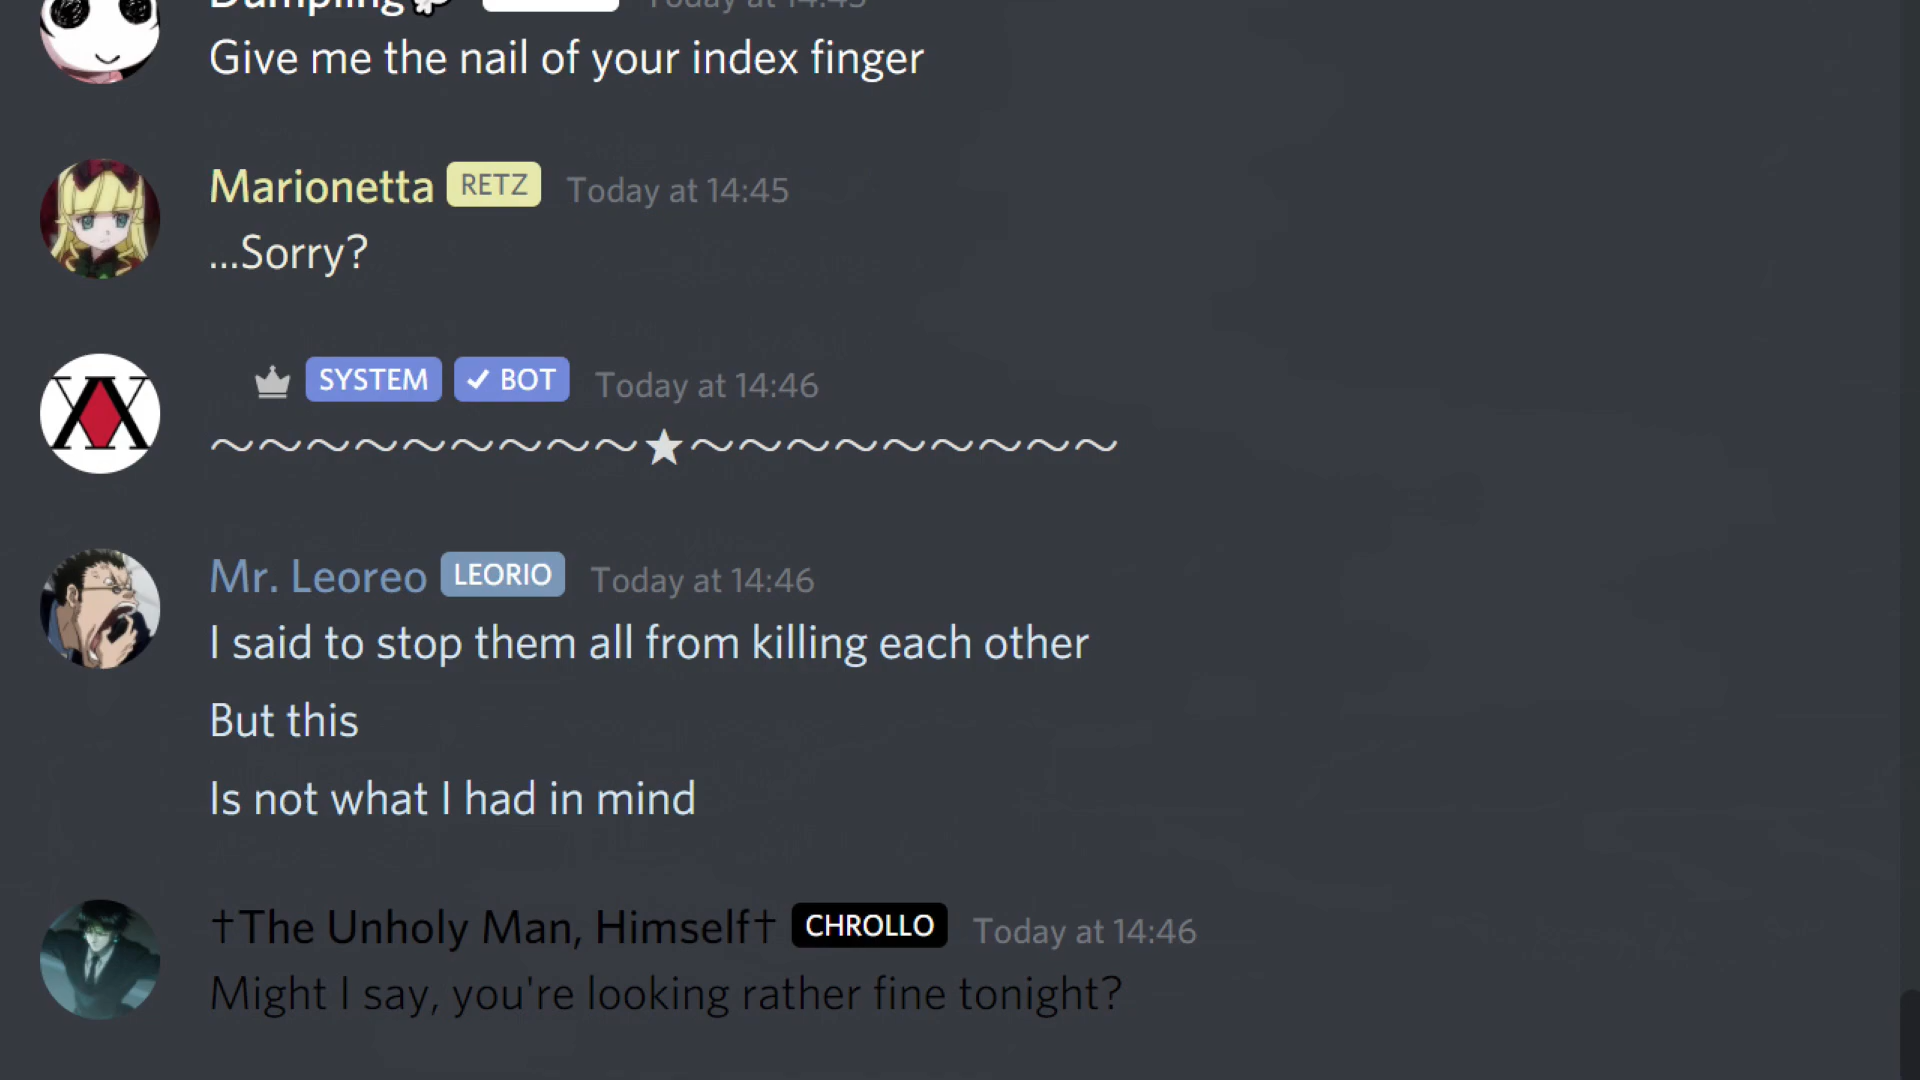 Dumpling Today at 14:45
Give me the nail of your index finger
Marionetta RETZ Today at 14:45
...Sorry?
SYSTEM ✓ BOT Today at 14:46
~~~~~~~~~★~~~~~~~~~
Mr. Leoreo LEORIO Today at 14:46
I said to stop them all from killing each other
But this
Is not what I had in mind
†The Unholy Man, Himself† CHROLLO Today at 14:46
Might I say, you're looking rather fine tonight?